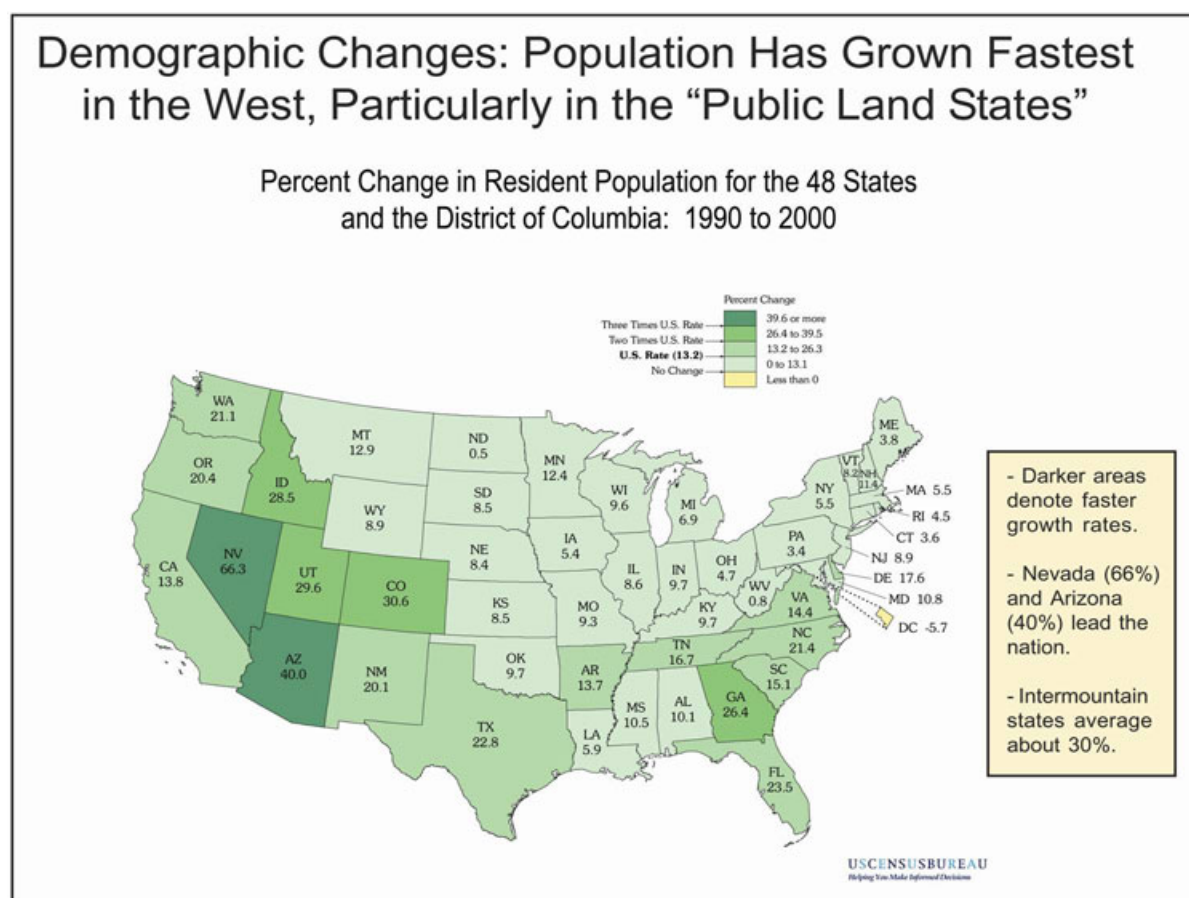 Demographic Changes: Population Has Grown Fastest
in the West, Particularly in the “Public Land States”
Percent Change in Resident Population for the 48 States
and the District of Columbia: 1990 to 2000
Percent Change
Three Times U.S. Rate
39.6 or more
Two Times U.S. Rate
26.4 to 39.5
U.S. Rate (13.2)
13.2 to 26.3
No Change
0 to 13.1
Less than 0
WA
21.1
OR
20.4
CA
13.8
ID
28.5
NV
66.3
MT
12.9
WY
8.9
UT
29.6
CO
30.6
AZ
40.0
NM
20.1
ND
0.5
SD
8.5
NE
8.4
KS
8.5
OK
9.7
TX
22.8
MN
12.4
IA
5.4
MO
9.3
AR
13.7
LA
5.9
WI
9.6
IL
8.6
MI
6.9
IN
9.7
OH
4.7
KY
9.7
TN
16.7
MS
10.5
AL
10.1
GA
26.4
FL
23.5
SC
15.1
NC
21.4
VA
14.4
WV
0.8
PA
3.4
NY
5.5
VT
8.2
NH
11.4
ME
3.8
MA 5.5
RI 4.5
CT 3.6
NJ 8.9
DE 17.6
MD 10.8
DC -5.7
- Darker areas
denote faster
growth rates.
- Nevada (66%)
and Arizona
(40%) lead the
nation.
- Intermountain
states average
about 30%.
USCENSUSBUREAU
Helping You Make Informed Decisions